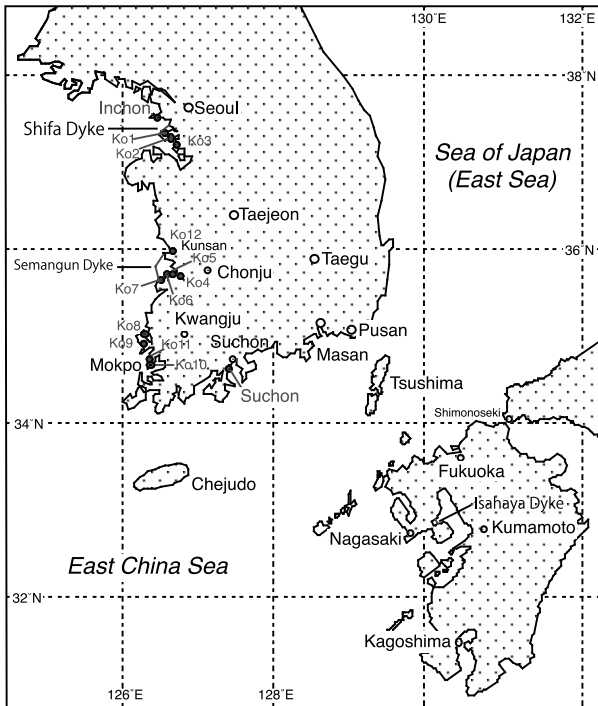 130˚E
132˚E
38˚N
Inchon
Seoul
Shifa Dyke
Ko1
Ko3
Ko2
Sea of Japan
(East Sea)
Taejeon
Ko12
Kunsan
36˚N
Semangun Dyke
Ko5
Taegu
Chonju
Ko7
Ko4
Ko6
Kwangju
Ko8
Pusan
Ko9
Ko11
Suchon
Masan
Mokpo
Ko10
Tsushima
Suchon
Shimonoseki
34˚N
Fukuoka
Chejudo
Isahaya Dyke
Kumamoto
Nagasaki
East China Sea
32˚N
Kagoshima
126˚E
128˚E